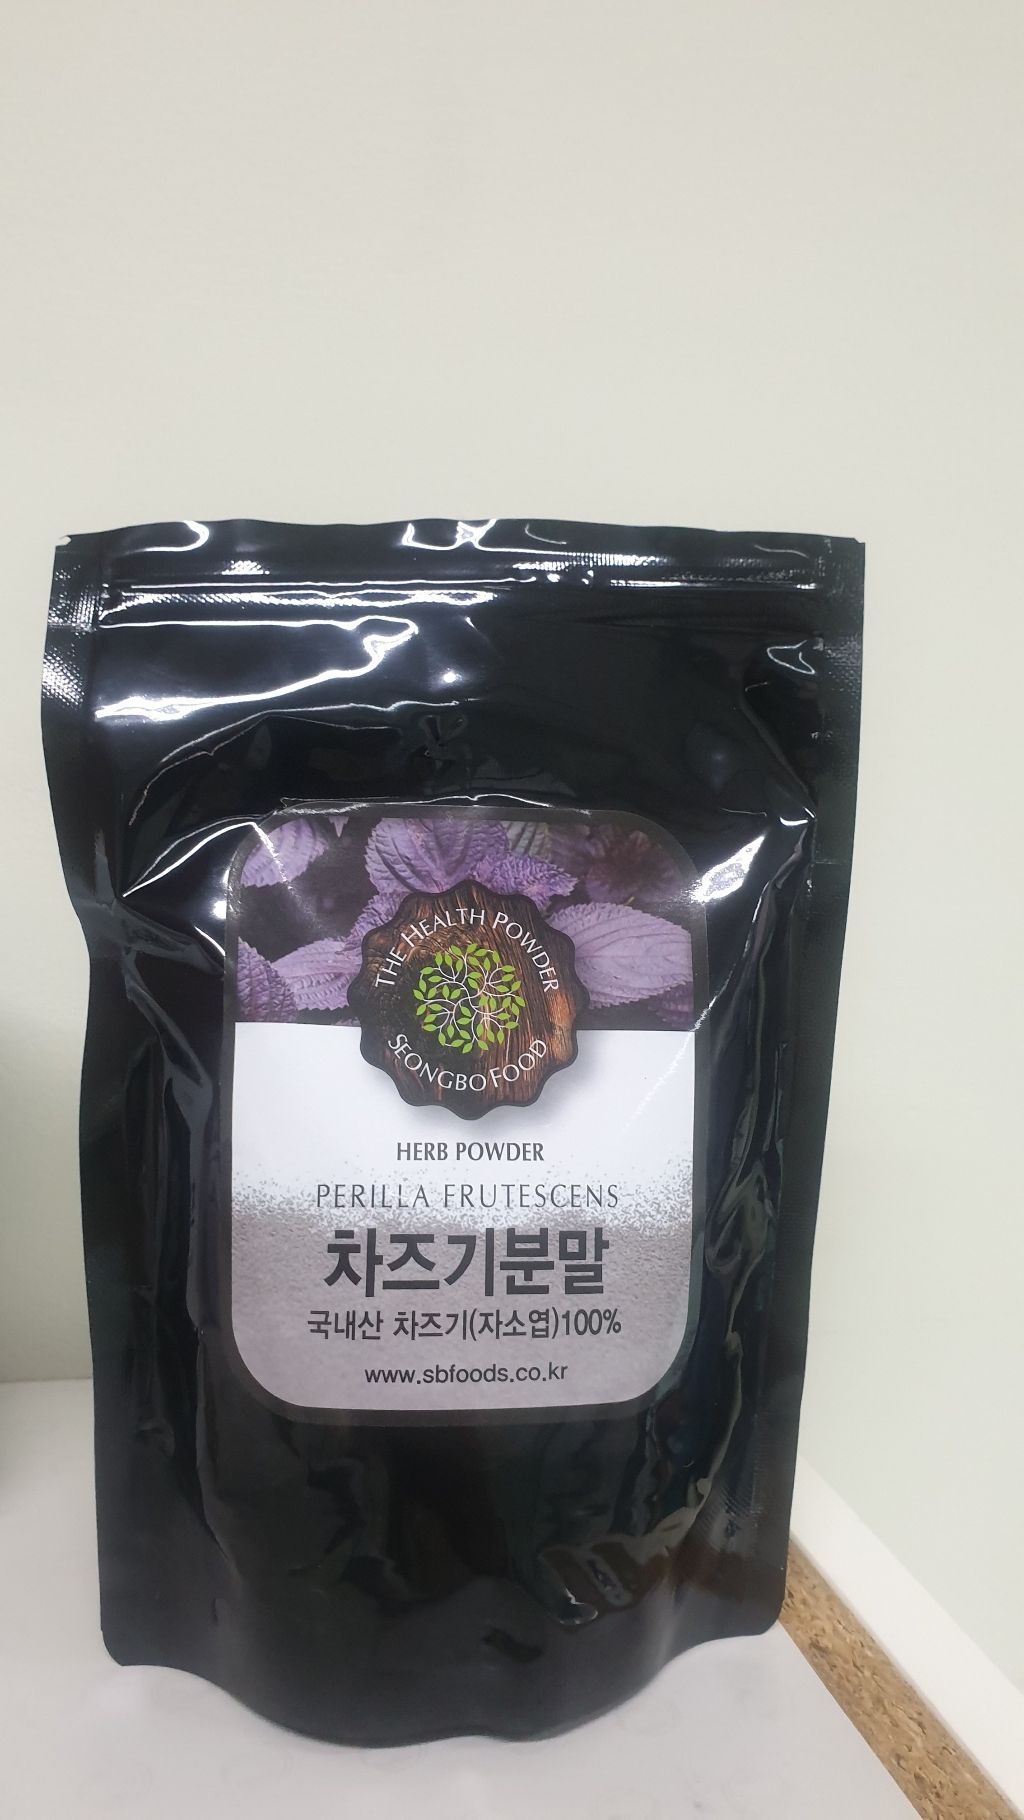 THE HEALTH POWDER
SEONGBO FOOD
HERB POWDER
PERILLA FRUTESCENS
차즈기분말
국내산 차즈기(자소엽)100%
www.sbfoods.co.kr